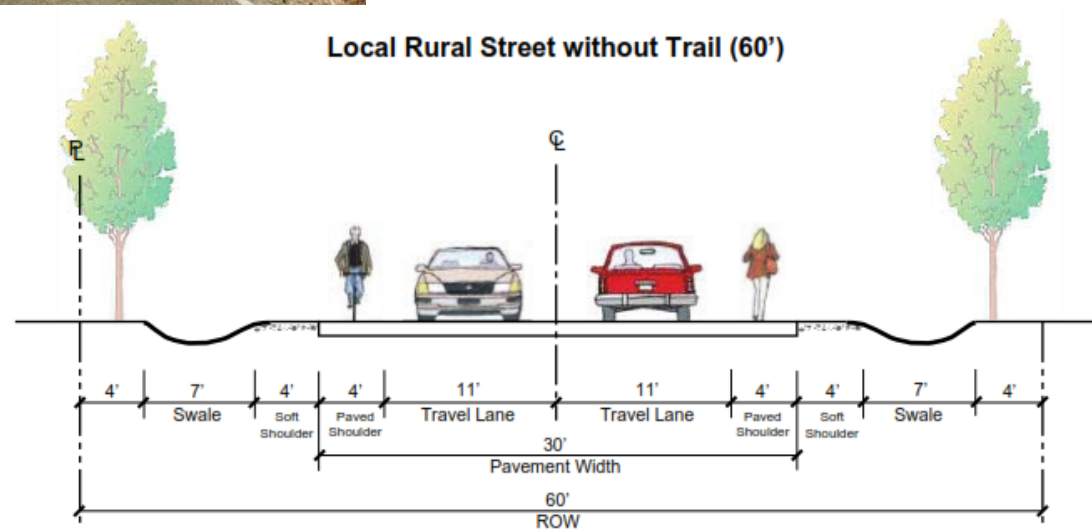 Local Rural Street without Trail (60’)
℄
PL
4’ 7’ 4’ 4’ 11’ 11’ 4’ 4’ 7’ 4’
Swale Soft Paved Travel Lane Travel Lane Paved Soft Swale
Shoulder Shoulder Shoulder Shoulder
30’
Pavement Width
60’
ROW